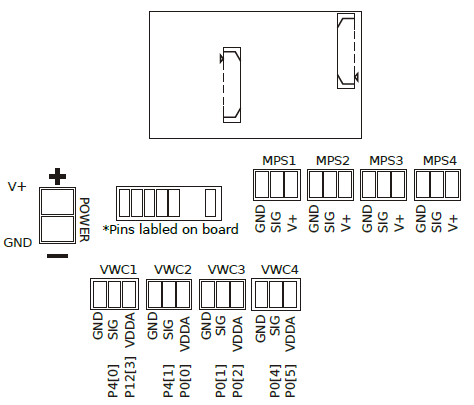 MPS1 MPS2 MPS3 MPS4
V+
POWER
GND
*Pins labled on board
GND SIG V+ GND SIG V+ GND SIG V+ GND SIG V+
VWC1 VWC2 VWC3 VWC4
GND SIG VDDA GND SIG VDDA GND SIG VDDA GND SIG VDDA
P4[0] P12[3] P4[1] P0[0] P0[1] P0[2] P0[4] P0[5]